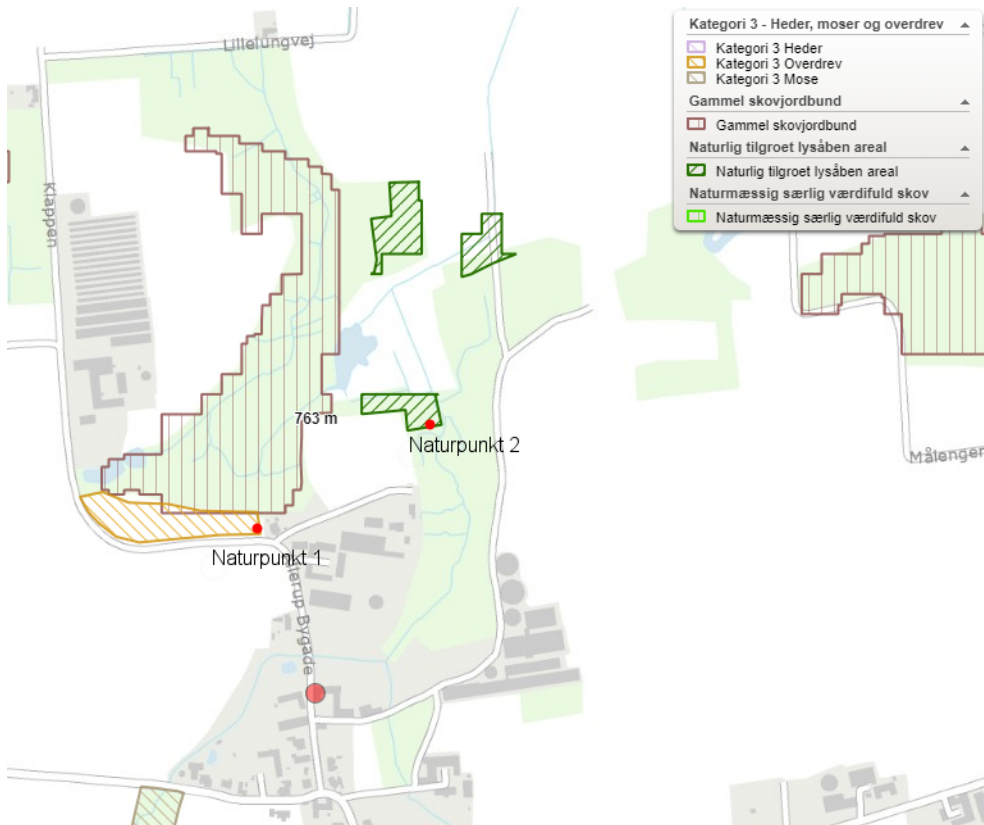 Lillelungvej
Kategori 3 - Heder, moser og overdrev
Kategori 3 Heder
Kategori 3 Overdrev
Kategori 3 Mose
Gammel skovjordbund
Gammel skovjordbund
Naturlig tilgroet lysåben areal
Naturlig tilgroet lysåben areal
Naturmæssig særlig værdifuld skov
Naturmæssig særlig værdifuld skov
Klappen
763 m
Naturpunkt 2
Målenger
Naturpunkt 1
Bygade